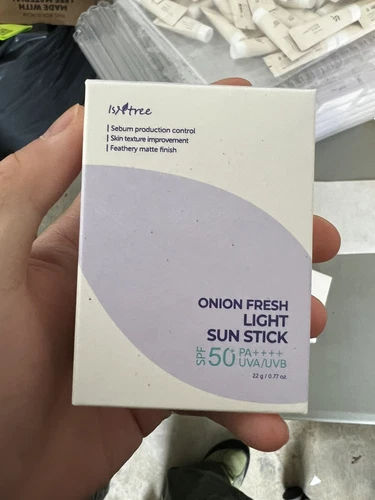 MADE WITH
Isntree
Sebum production control
Skin texture improvement
Feathery matte finish
ONION FRESH
LIGHT
SUN STICK
SPF 50 PA++++
UVA/UVB
22 g / 0.77 oz